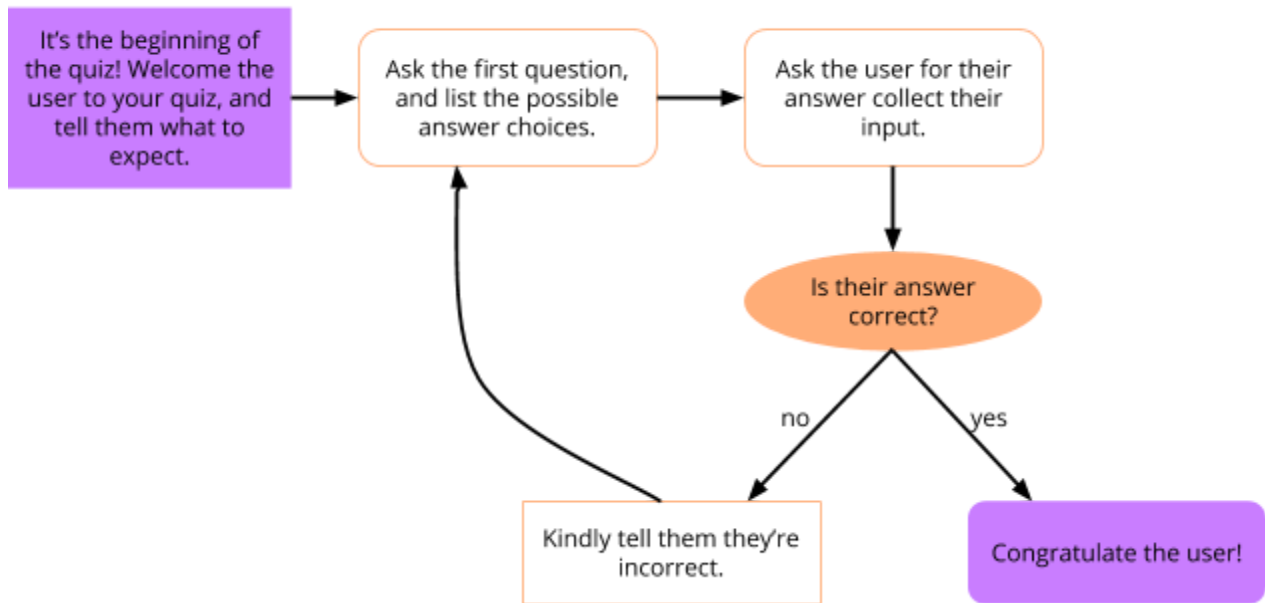 It's the beginning of
the quiz! Welcome the
user to your quiz, and
tell them what to
expect.
Ask the first question,
and list the possible
answer choices.
Ask the user for their
answer collect their
input.
Is their answer
correct?
no
yes
Kindly tell them they're
incorrect.
Congratulate the user!